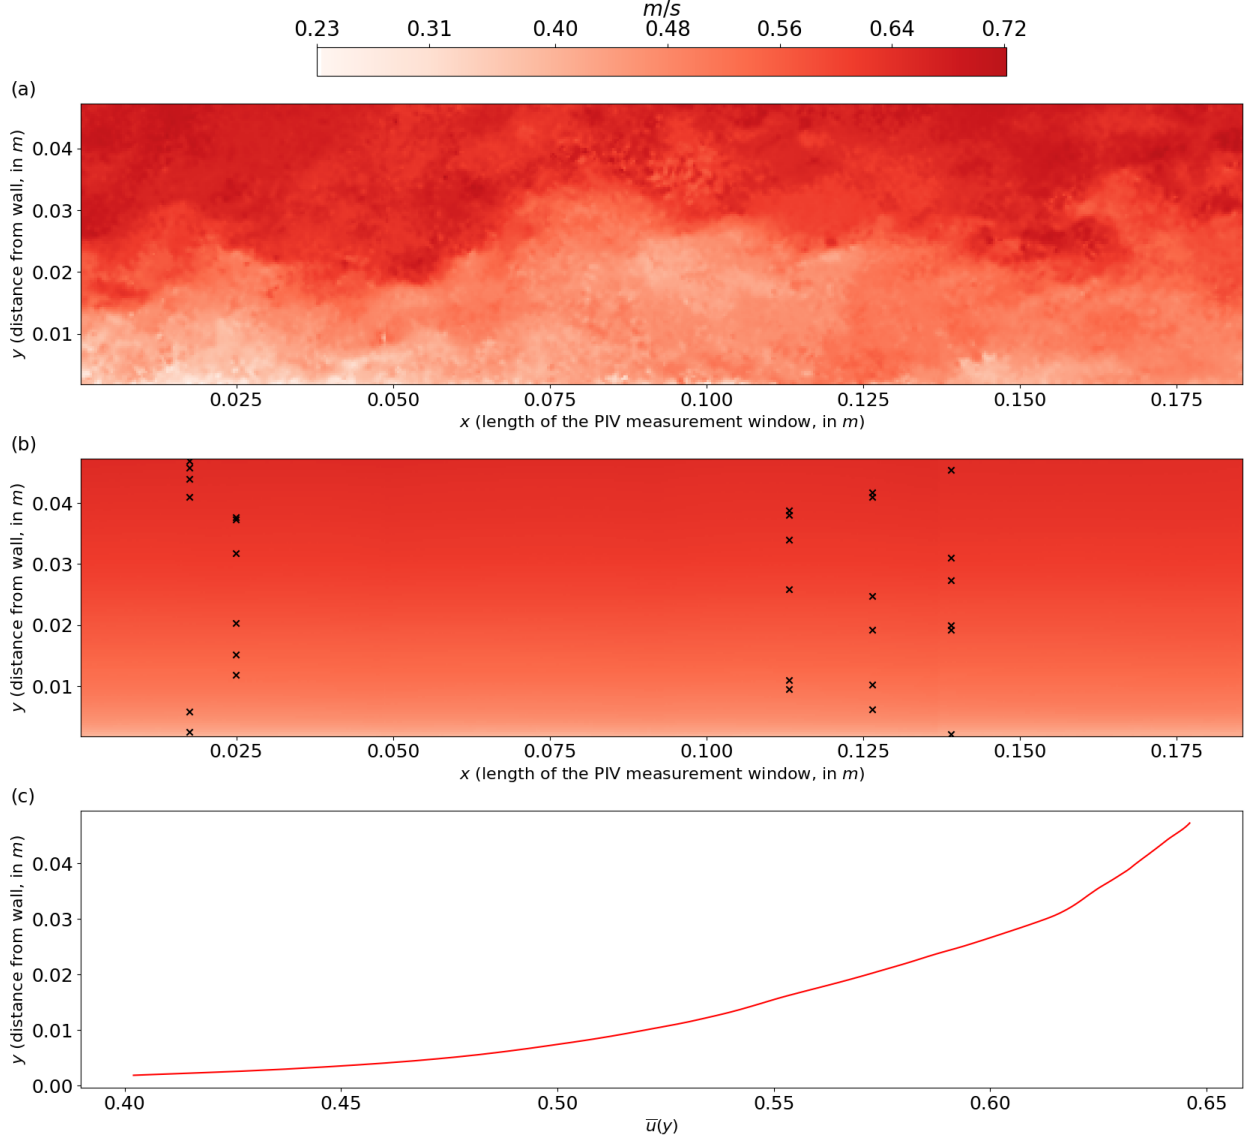 m/s
0.23 0.31 0.40 0.48 0.56 0.64 0.72
(a)
y (distance from wall, in m)
0.04
0.03
0.02
0.01
0.025 0.050 0.075 0.100 0.125 0.150 0.175
x (length of the PIV measurement window, in m)
(b)
y (distance from wall, in m)
0.04
0.03
0.02
0.01
0.025 0.050 0.075 0.100 0.125 0.150 0.175
x (length of the PIV measurement window, in m)
(c)
y (distance from wall, in m)
0.04
0.03
0.02
0.01
0.00
0.40 0.45 0.50 0.55 0.60 0.65
u̅(y)